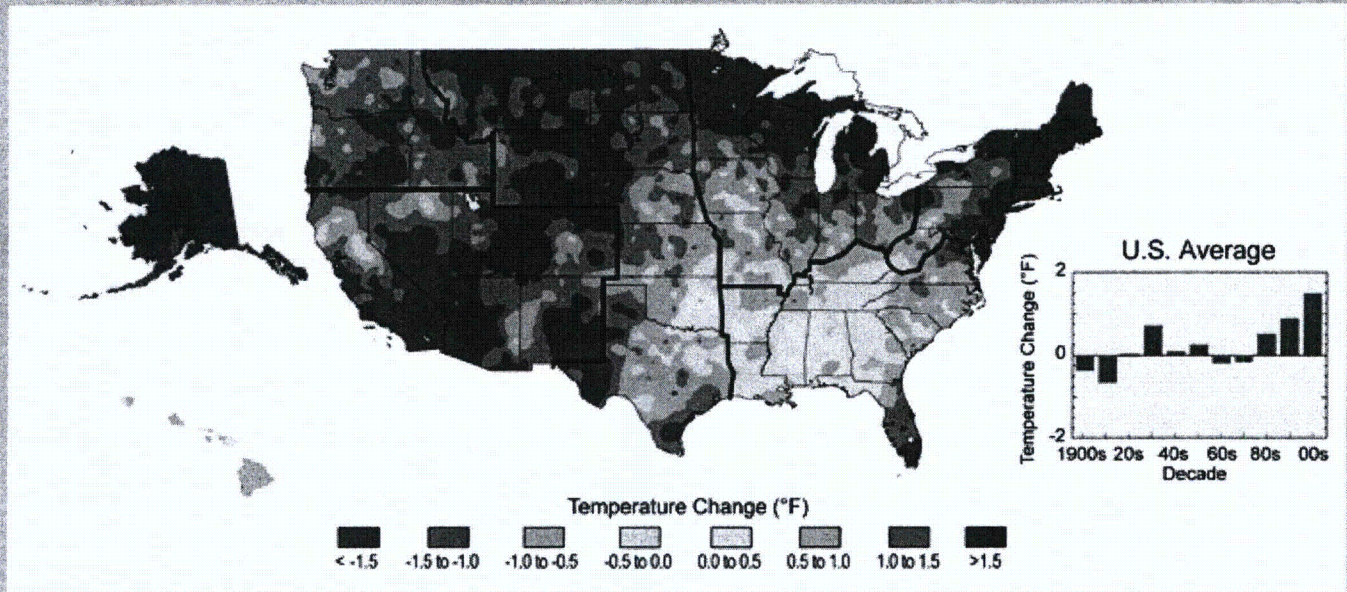 U.S. Average
Temperature Change (°F)
2
0
-2
1900s 20s 40s 60s 80s 00s
Decade
Temperature Change (°F)
< -1.5 -1.5 to -1.0 -1.0 to -0.5 -0.5 to 0.0 0.0 to 0.5 0.5 to 1.0 1.0 to 1.5 >1.5